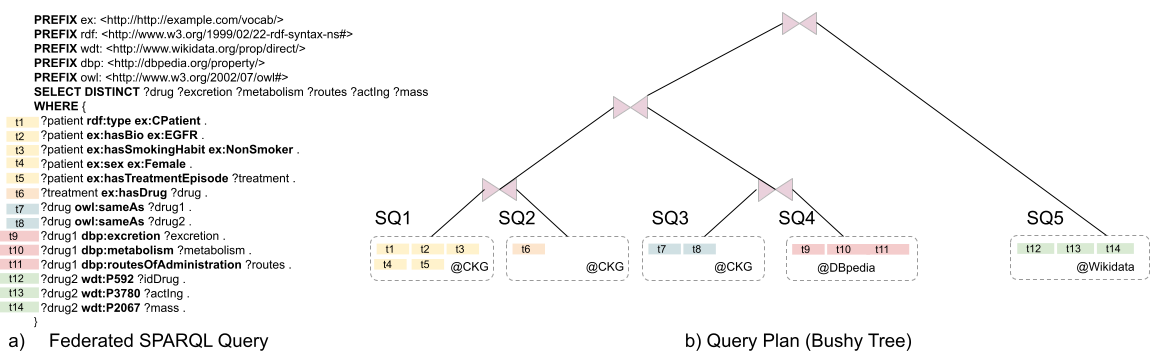 PREFIX ex: <http://http://example.com/vocab/>
PREFIX rdf: <http://www.w3.org/1999/02/22-rdf-syntax-ns#>
PREFIX wdt: <http://www.wikidata.org/prop/direct/>
PREFIX dbp: <http://dbpedia.org/property/>
PREFIX owl: <http://www.w3.org/2002/07/owl#>
SELECT DISTINCT ?drug ?excretion ?metabolism ?routes ?actIng ?mass
WHERE {
t1 ?patient rdf:type ex:CPatient .
t2 ?patient ex:hasBio ex:EGFR .
t3 ?patient ex:hasSmokingHabit ex:NonSmoker .
t4 ?patient ex:sex ex:Female .
t5 ?patient ex:hasTreatmentEpisode ?treatment .
t6 ?treatment ex:hasDrug ?drug .
t7 ?drug owl:sameAs ?drug1 .
t8 ?drug owl:sameAs ?drug2 .
t9 ?drug1 dbp:excretion ?excretion .
t10 ?drug1 dbp:metabolism ?metabolism .
t11 ?drug1 dbp:routesOfAdministration ?routes .
t12 ?drug2 wdt:P592 ?idDrug .
t13 ?drug2 wdt:P3780 ?actIng .
t14 ?drug2 wdt:P2067 ?mass .
}
a) Federated SPARQL Query
SQ1
t1 t2 t3
t4 t5 @CKG
SQ2
t6
@CKG
SQ3
t7 t8
@CKG
SQ4
t9 t10 t11
@DBpedia
SQ5
t12 t13 t14
@Wikidata
b) Query Plan (Bushy Tree)